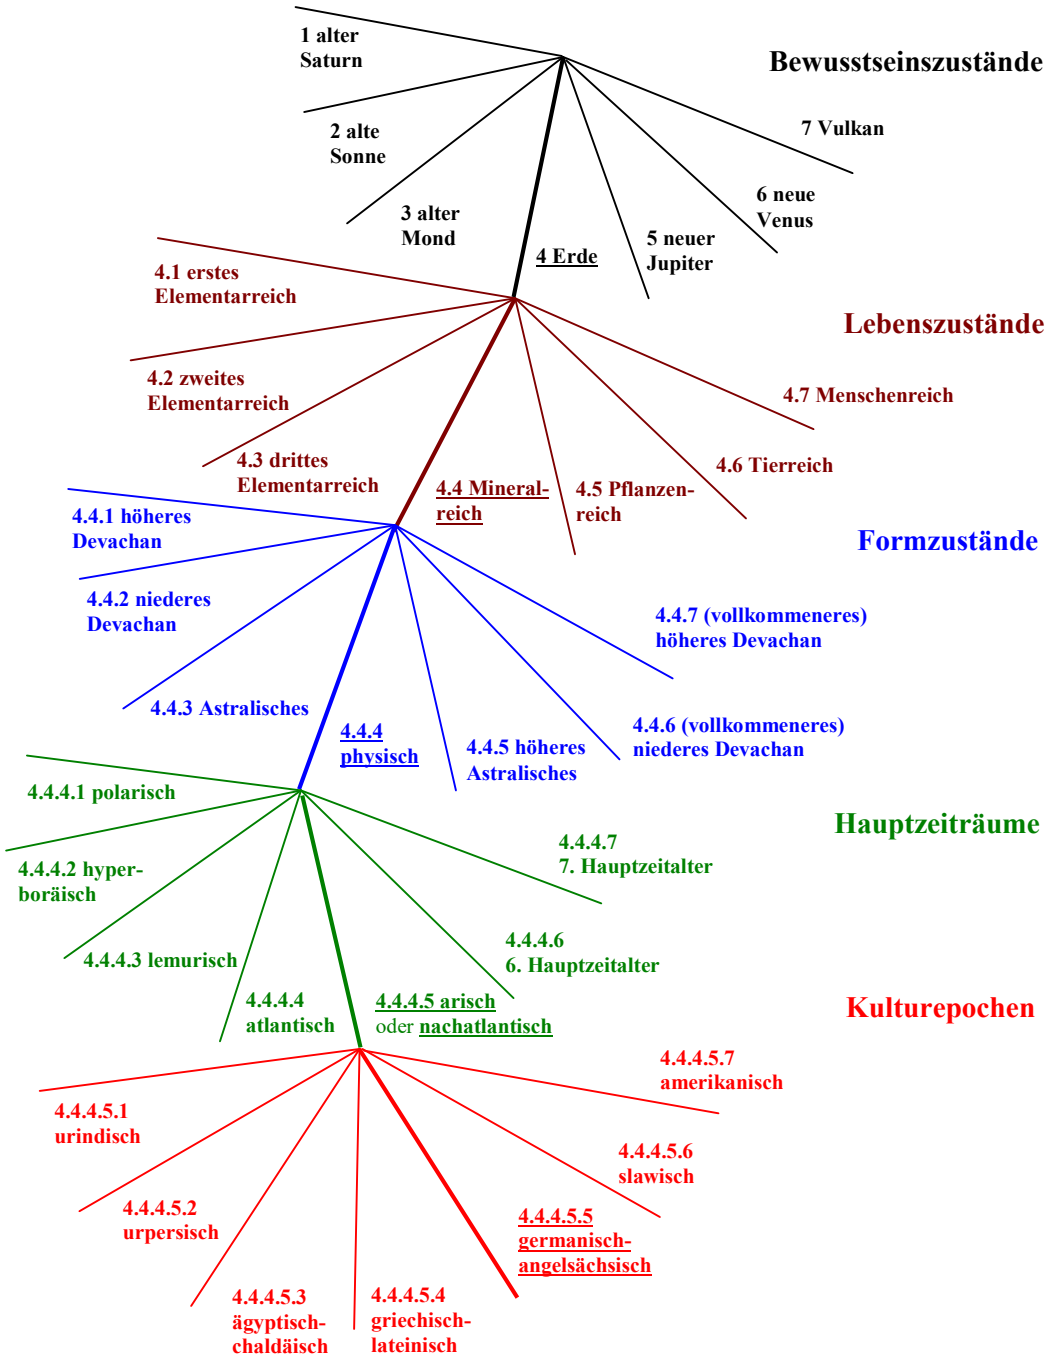 1 alter
Saturn
Bewusstseinszustände
2 alte
Sonne
7 Vulkan
3 alter
Mond
6 neue
Venus
4 Erde
5 neuer
Jupiter
4.1 erstes
Elementarreich
Lebenszustände
4.2 zweites
Elementarreich
4.7 Menschenreich
4.3 drittes
Elementarreich
4.6 Tierreich
4.4 Mineral-
reich
4.5 Pflanzen-
reich
4.4.1 höheres
Devachan
Formzustände
4.4.2 niederes
Devachan
4.4.7 (vollkommeneres)
höheres Devachan
4.4.3 Astralisches
4.4.4
physisch
4.4.5 höheres
Astralisches
4.4.6 (vollkommeneres)
niederes Devachan
4.4.4.1 polarisch
Hauptzeiträume
4.4.4.2 hyper-
boräisch
4.4.4.7
7. Hauptzeitalter
4.4.4.3 lemurisch
4.4.4.6
6. Hauptzeitalter
4.4.4.4
atlantisch
4.4.4.5 arisch
oder nachatlantisch
Kulturepochen
4.4.4.5.7
amerikanisch
4.4.4.5.1
urindisch
4.4.4.5.6
slawisch
4.4.4.5.2
urpersisch
4.4.4.5.5
germanisch-
angelsächsisch
4.4.4.5.3
ägyptisch-
chaldäisch
4.4.4.5.4
griechisch-
lateinisch